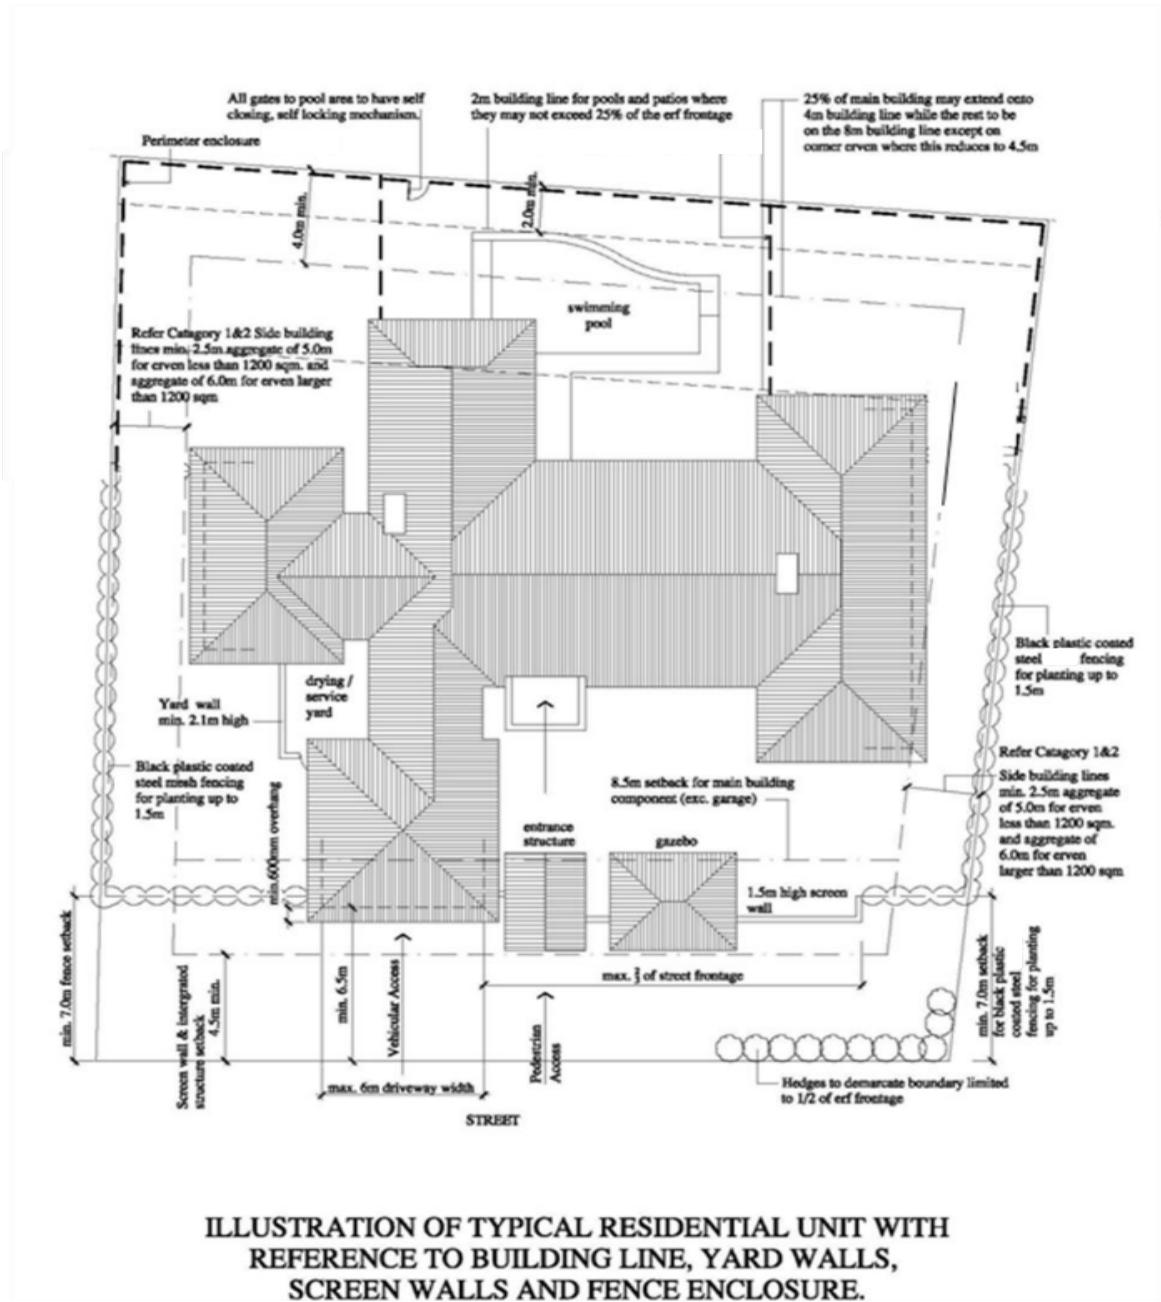 All gates to pool area to have self
closing, self locking mechanism.
2m building line for pools and patios where
they may not exceed 25% of the erf frontage
25% of main building may extend onto
4m building line while the rest to be
on the 8m building line except on
corner erven where this reduces to 4.5m
Perimeter enclosure
4.0m min.
2.0m min.
swimming
pool
Refer Catagory 1&2 Side building
lines min. 2.5m aggregate of 5.0m
for erven less than 1200 sqm. and
aggregate of 6.0m for erven larger
than 1200 sqm
Black plastic coated
steel fencing
for planting up to
1.5m
drying /
service
yard
Yard wall
min. 2.1m high
Black plastic coated
steel mesh fencing
for planting up to
1.5m
min.600mm overhang
8.5m setback for main building
component (exc. garage)
entrance
structure
gazebo
1.5m high screen
wall
Refer Catagory 1&2
Side building lines
min. 2.5m aggregate
of 5.0m for erven
less than 1200 sqm.
and aggregate of
6.0m for erven
larger than 1200 sqm
min. 7.0m fence setback
Screen wall & intergrated
structure setback
4.5m min.
min. 6.5m
Vehicular Access
max. 6m driveway width
Pedestrian
Access
max. ⅔ of street frontage
min. 7.0m setback
for black plastic
coated steel
fencing for planting
up to 1.5m
Hedges to demarcate boundary limited
to 1/2 of erf frontage
STREET
ILLUSTRATION OF TYPICAL RESIDENTIAL UNIT WITH
REFERENCE TO BUILDING LINE, YARD WALLS,
SCREEN WALLS AND FENCE ENCLOSURE.